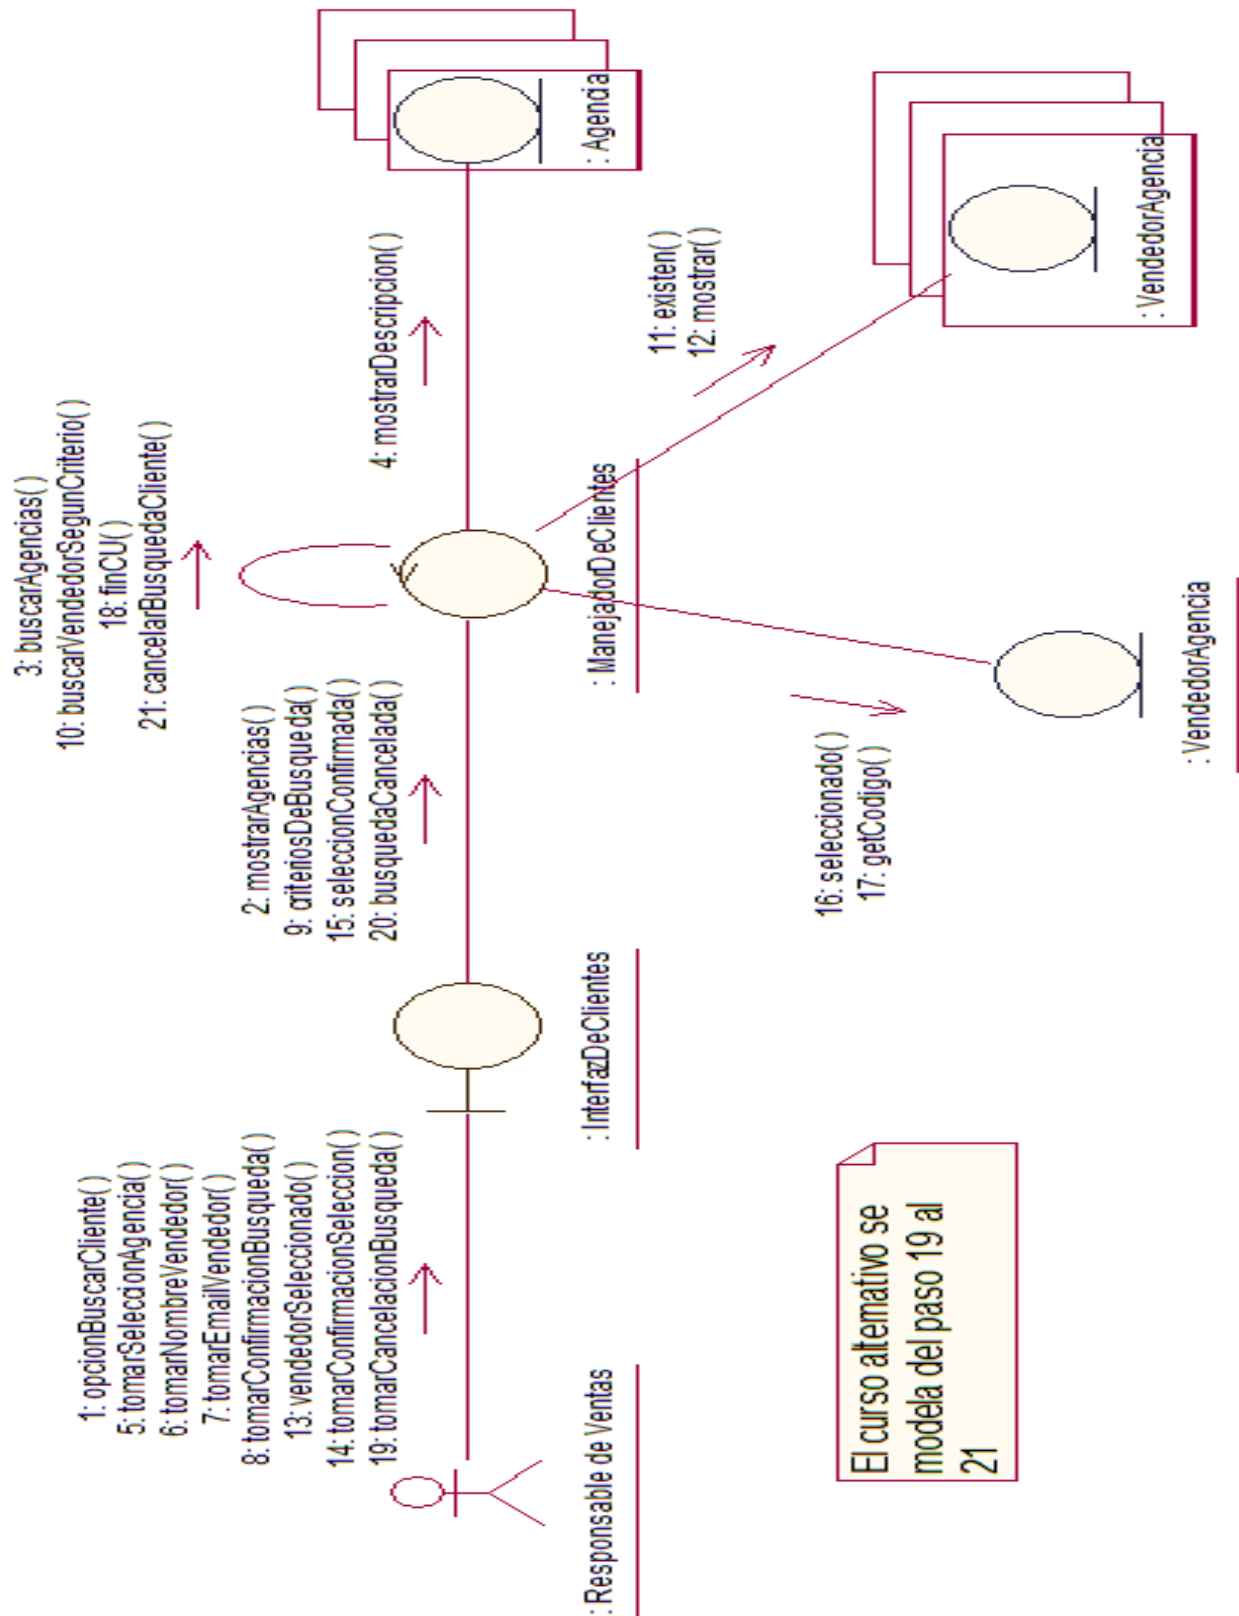 3: buscarAgencias( )
10: buscarVendedorSegunCriterio( )
18: finCU( )
21: cancelarBusquedaCliente( )
1: opcionBuscarCliente( )
5: tomarSeleccionAgencia( )
6: tomarNombreVendedor( )
7: tomarEmailVendedor( )
8: tomarConfirmacionBusqueda( )
13: vendedorSeleccionado( )
14: tomarConfirmacionSeleccion( )
19: tomarCancelacionBusqueda( )
2: mostrarAgencias( )
9: criteriosDeBusqueda( )
15: seleccionConfirmada( )
20: busquedaCancelada( )
4: mostrarDescripcion( )
: Responsable de Ventas
: InterfazDeClientes
: ManejadorDeClientes
: Agencia
11: existen( )
12: mostrar( )
16: seleccionado( )
17: getCodigo( )
El curso alternativo se
modela del paso 19 al
21
: VendedorAgencia
: VendedorAgencia